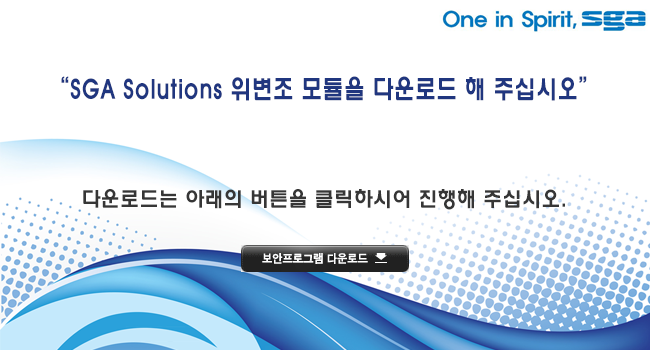 One in Spirit, sga
“SGA Solutions 위변조 모듈을 다운로드 해 주십시오”
다운로드는 아래의 버튼을 클릭하시어 진행해 주십시오.
보안프로그램 다운로드